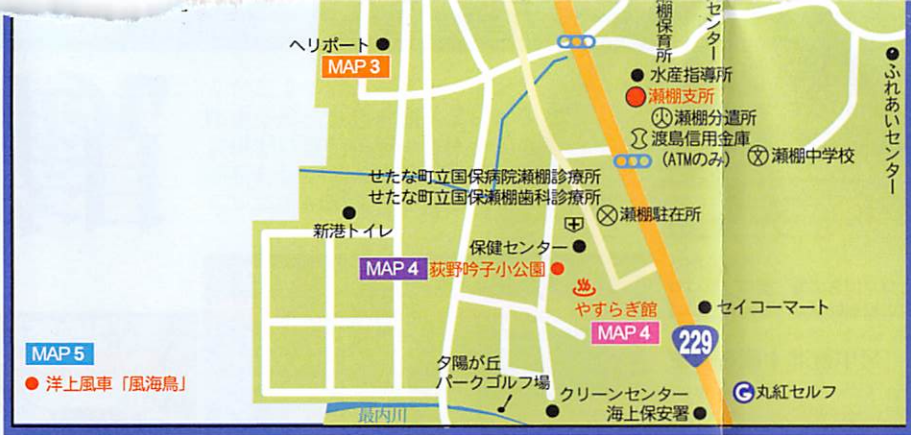 センター
棚保育所
ヘリポート
MAP 3
水産指導所
瀬棚支所
瀬棚分遣所
渡島信用金庫
(ATMのみ)
文 瀬棚中学校
ふれあいセンター
せたな町立国保病院瀬棚診療所
せたな町立国保瀬棚歯科診療所
新港トイレ
瀬棚駐在所
保健センター
MAP 4 荻野吟子小公園
やすらぎ館
MAP 4
セイコーマート
229
MAP 5
洋上風車「風海鳥」
夕陽が丘
パークゴルフ場
クリーンセンター
海上保安署
G 丸紅セルフ
最内川